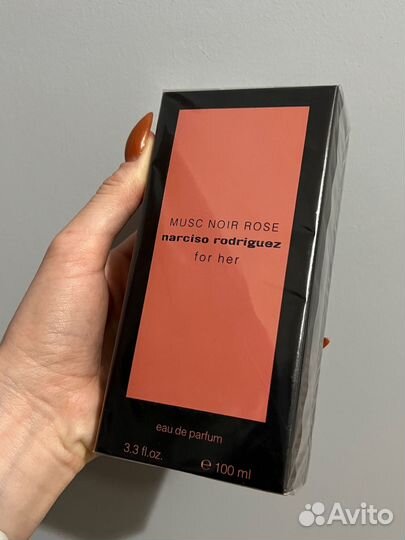 MUSC NOIR ROSE
narciso rodriguez
for her
eau de parfum
3.3 fl.oz. e 100 ml
Avito